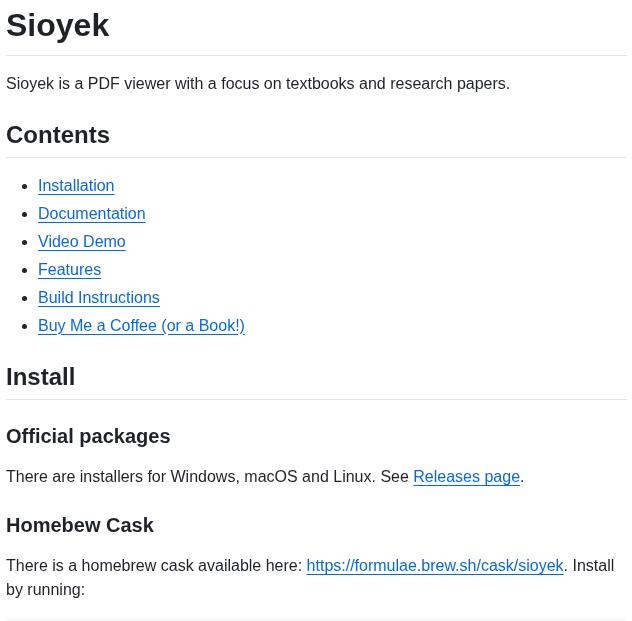 Sioyek
Sioyek is a PDF viewer with a focus on textbooks and research papers.
Contents
Installation
Documentation
Video Demo
Features
Build Instructions
Buy Me a Coffee (or a Book!)
Install
Official packages
There are installers for Windows, macOS and Linux. See Releases page.
Homebew Cask
There is a homebrew cask available here: https://formulae.brew.sh/cask/sioyek. Install
by running: